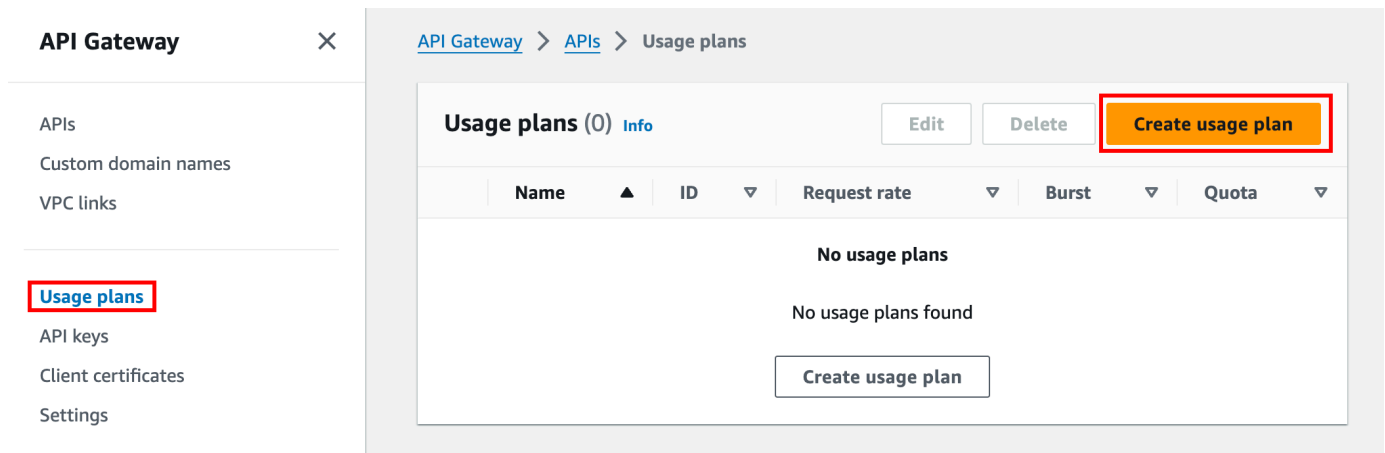 API Gateway
APIs
Custom domain names
VPC links
Usage plans
API keys
Client certificates
Settings
API Gateway > APIs > Usage plans
Usage plans (0) Info Edit Delete Create usage plan
Name ID Request rate Burst Quota
No usage plans
No usage plans found
Create usage plan